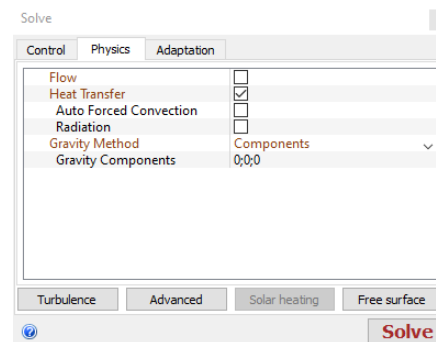 Solve
Control Physics Adaptation
Flow
Heat Transfer
Auto Forced Convection
Radiation
Gravity Method Components
Gravity Components 0;0;0
Turbulence Advanced Solar heating Free surface
? Solve